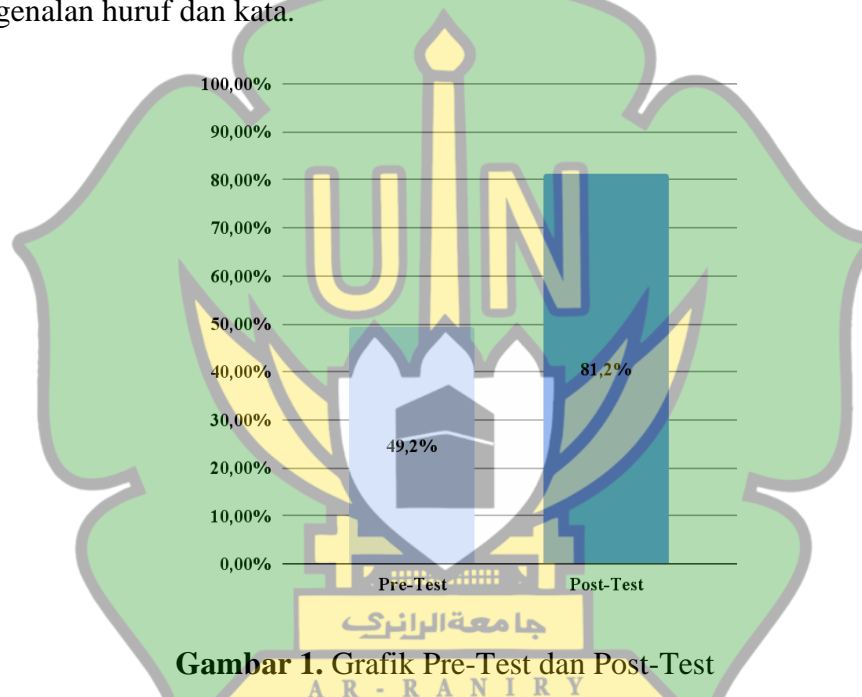 genalan huruf dan kata.
100,00%
90,00%
80,00%
UIN
70,00%
60,00%
50,00%
40,00%
81,2%
30,00%
49,2%
20,00%
10,00%
0,00%
Pre-Test Post-Test
جامعة الرانري
Gambar 1. Grafik Pre-Test dan Post-Test
AR-RANIRY